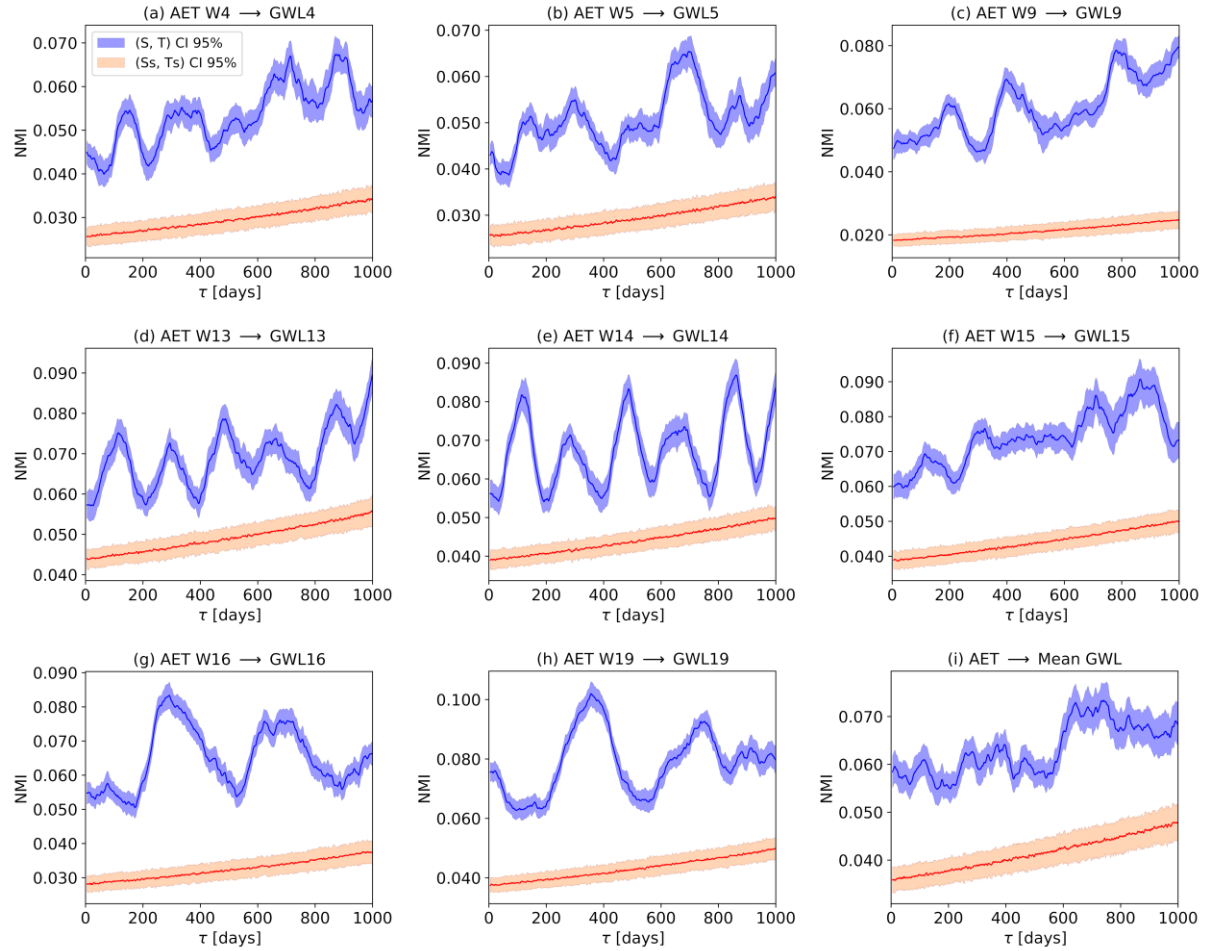 (a) AET W4 → GWL4
(S, T) CI 95%
(Ss, Ts) CI 95%
0.070
0.060
0.050
0.040
0.030
NMI
0 200 400 600 800 1000
τ [days]
(b) AET W5 → GWL5
0.070
0.060
0.050
0.040
0.030
NMI
0 200 400 600 800 1000
τ [days]
(c) AET W9 → GWL9
0.080
0.060
0.040
0.020
NMI
0 200 400 600 800 1000
τ [days]
(d) AET W13 → GWL13
0.090
0.080
0.070
0.060
0.050
0.040
NMI
0 200 400 600 800 1000
τ [days]
(e) AET W14 → GWL14
0.090
0.080
0.070
0.060
0.050
0.040
NMI
0 200 400 600 800 1000
τ [days]
(f) AET W15 → GWL15
0.090
0.080
0.070
0.060
0.050
0.040
NMI
0 200 400 600 800 1000
τ [days]
(g) AET W16 → GWL16
0.090
0.080
0.070
0.060
0.050
0.040
0.030
NMI
0 200 400 600 800 1000
τ [days]
(h) AET W19 → GWL19
0.100
0.080
0.060
0.040
NMI
0 200 400 600 800 1000
τ [days]
(i) AET → Mean GWL
0.070
0.060
0.050
0.040
NMI
0 200 400 600 800 1000
τ [days]